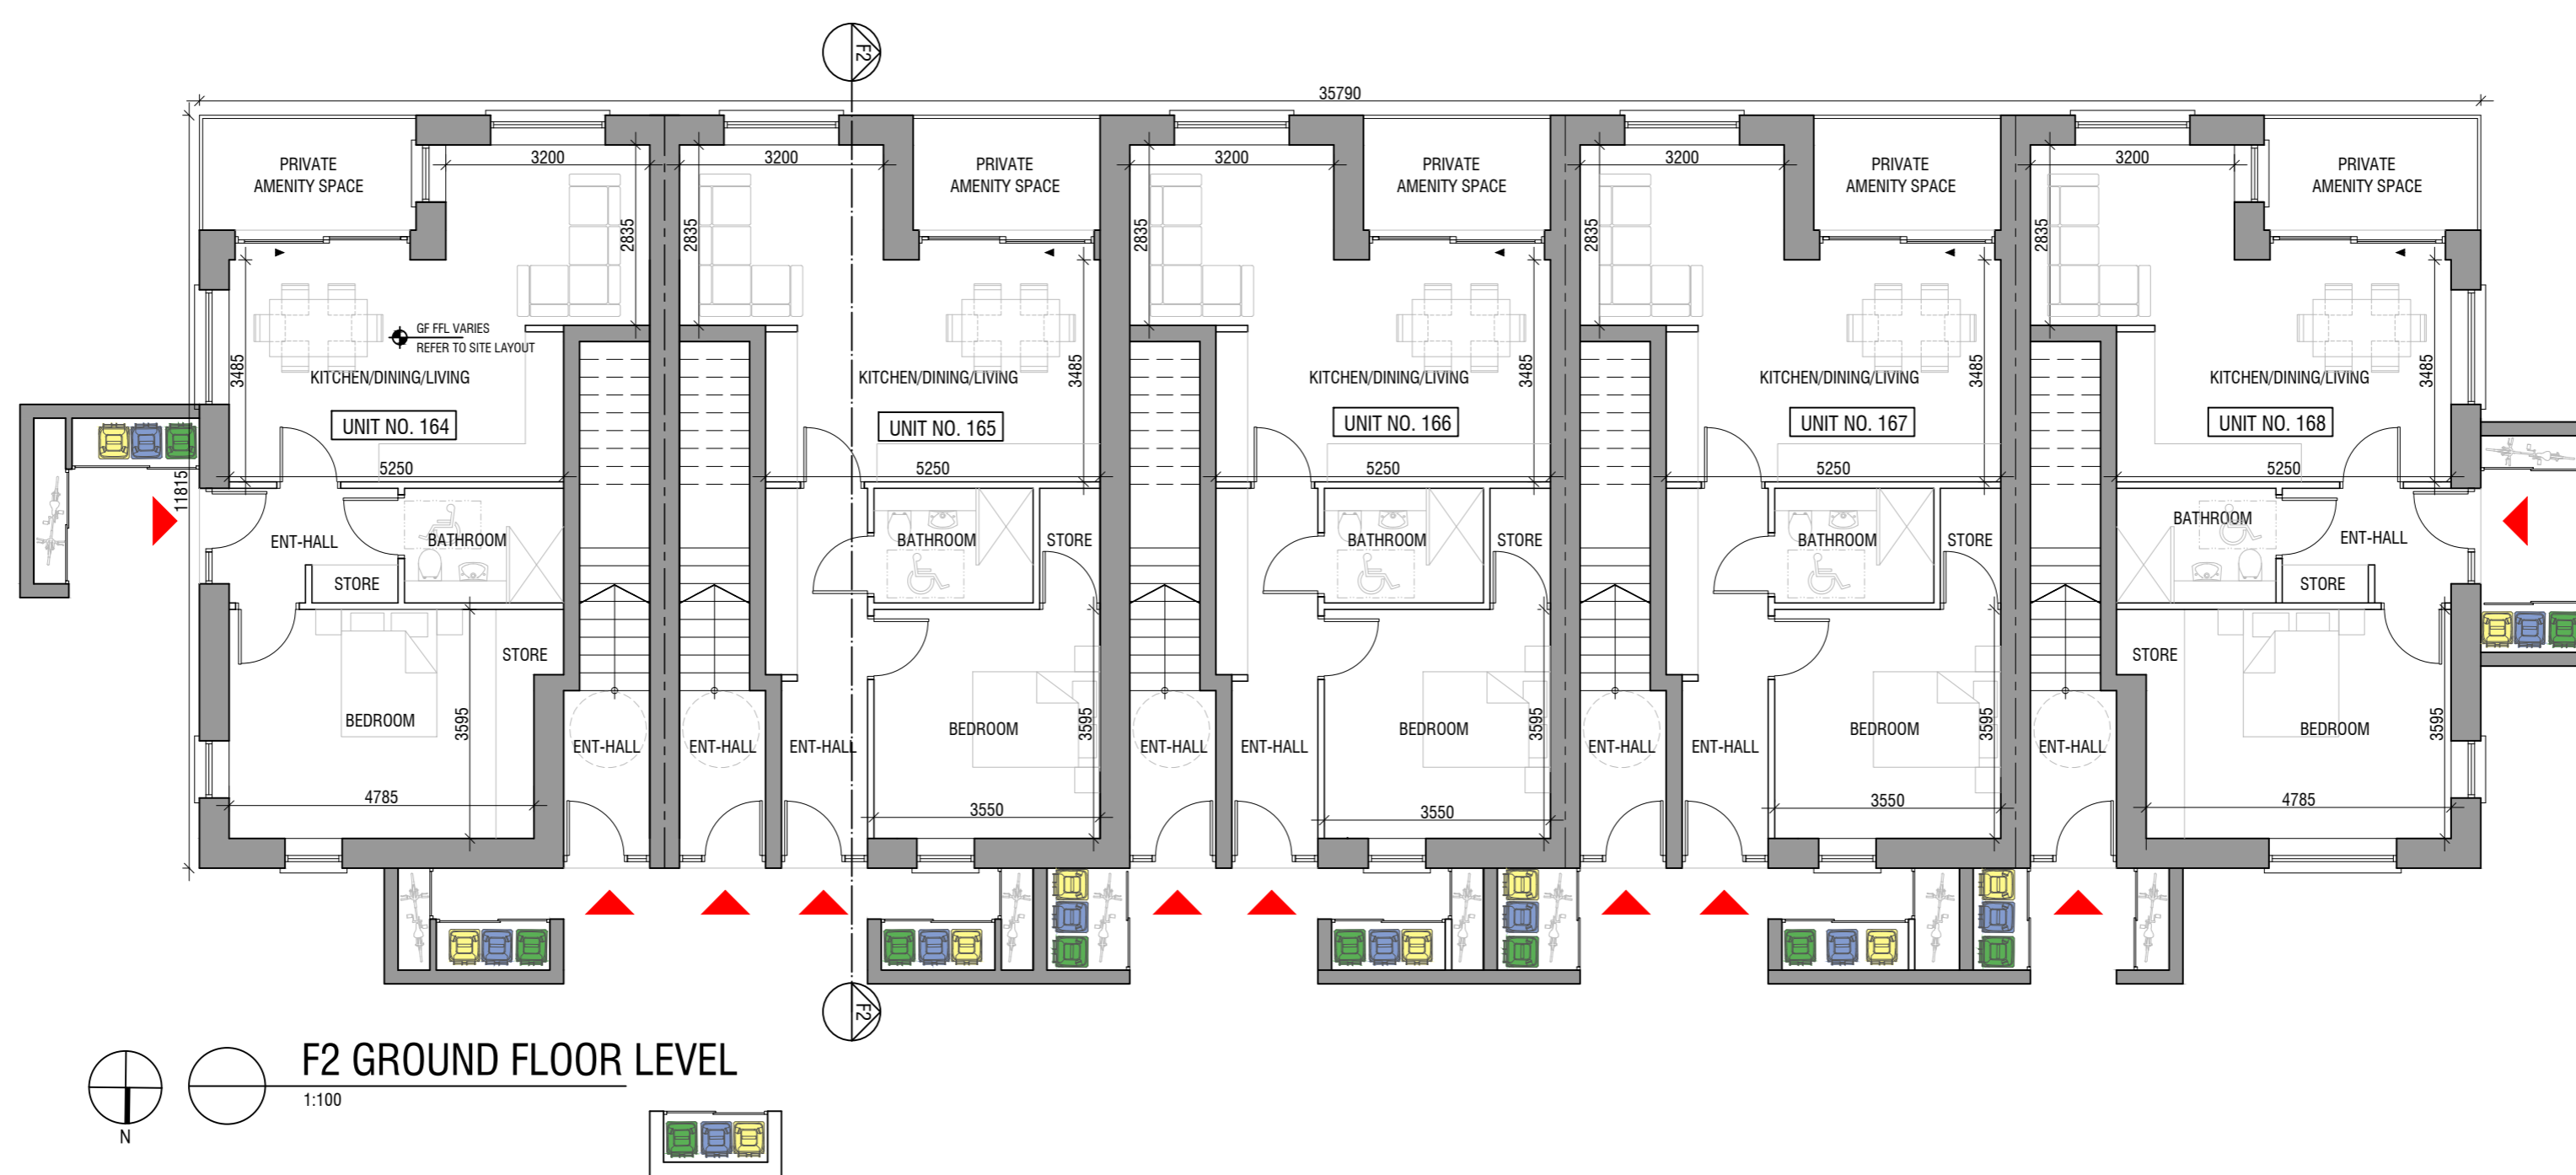 F2
35790
3200
3200
3200
3200
3200
PRIVATE
AMENITY SPACE
PRIVATE
AMENITY SPACE
PRIVATE
AMENITY SPACE
PRIVATE
AMENITY SPACE
PRIVATE
AMENITY SPACE
2835
2835
2835
2835
2835
GF FFL VARIES
REFER TO SITE LAYOUT
3485
3485
3485
3485
3485
KITCHEN/DINING/LIVING
KITCHEN/DINING/LIVING
KITCHEN/DINING/LIVING
KITCHEN/DINING/LIVING
KITCHEN/DINING/LIVING
UNIT NO. 164
UNIT NO. 165
UNIT NO. 166
UNIT NO. 167
UNIT NO. 168
5250
5250
5250
5250
5250
11815
ENT-HALL
BATHROOM
BATHROOM
STORE
BATHROOM
STORE
BATHROOM
STORE
BATHROOM
ENT-HALL
STORE
STORE
STORE
STORE
BEDROOM
3595
BEDROOM
3595
BEDROOM
3595
BEDROOM
3595
BEDROOM
3595
ENT-HALL
ENT-HALL
ENT-HALL
ENT-HALL
ENT-HALL
ENT-HALL
ENT-HALL
ENT-HALL
4785
3550
3550
3550
4785
F2
F2 GROUND FLOOR LEVEL
1:100
N